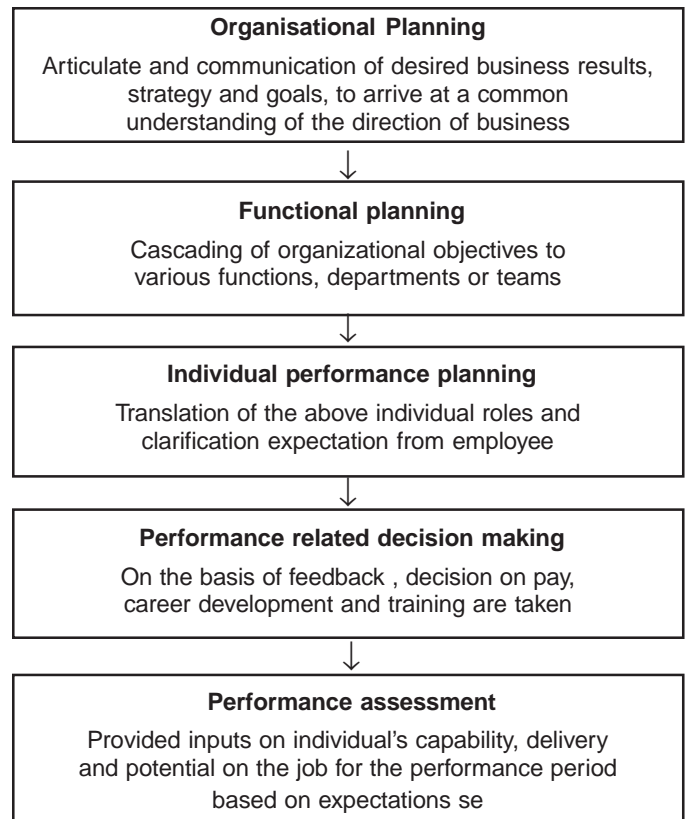 Organisational Planning
Articulate and communication of desired business results,
strategy and goals, to arrive at a common
understanding of the direction of business
Functional planning
Cascading of organizational objectives to
various functions, departments or teams
Individual performance planning
Translation of the above individual roles and
clarification expectation from employee
Performance related decision making
On the basis of feedback , decision on pay,
career development and training are taken
Performance assessment
Provided inputs on individual’s capability, delivery
and potential on the job for the performance period
based on expectations se